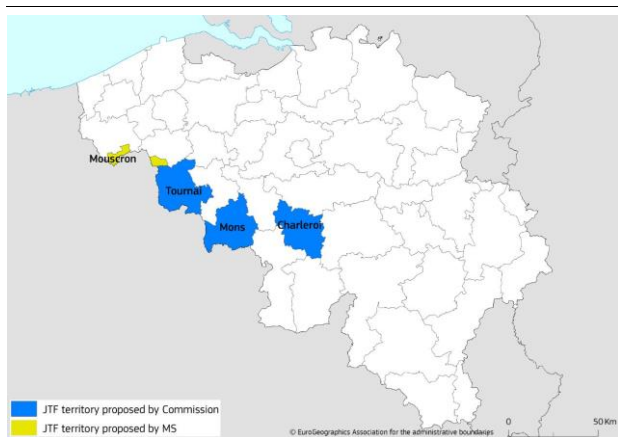 Mouscron
Tournai
Mons
Charleroi
JTF territory proposed by Commission
JTF territory proposed by MS
© EuroGeographics Association for the administrative boundaries
0 50 Km